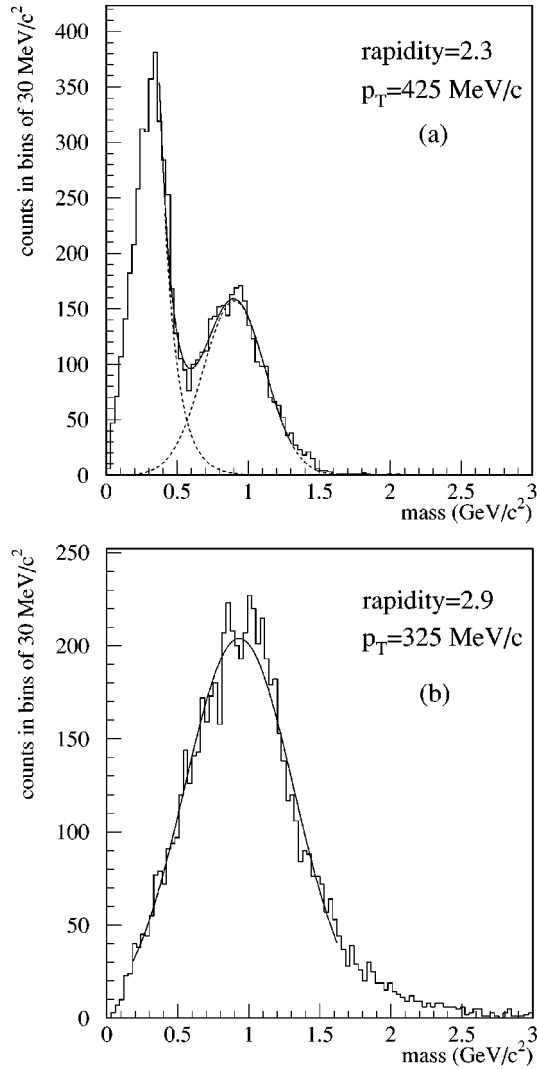 counts in bins of 30 MeV/c²
400
350
300
250
200
150
100
50
0
rapidity=2.3
p_T=425 MeV/c
(a)
0 0.5 1 1.5 2 2.5 3
mass (GeV/c²)
counts in bins of 30 MeV/c²
250
200
150
100
50
0
rapidity=2.9
p_T=325 MeV/c
(b)
0 0.5 1 1.5 2 2.5 3
mass (GeV/c²)